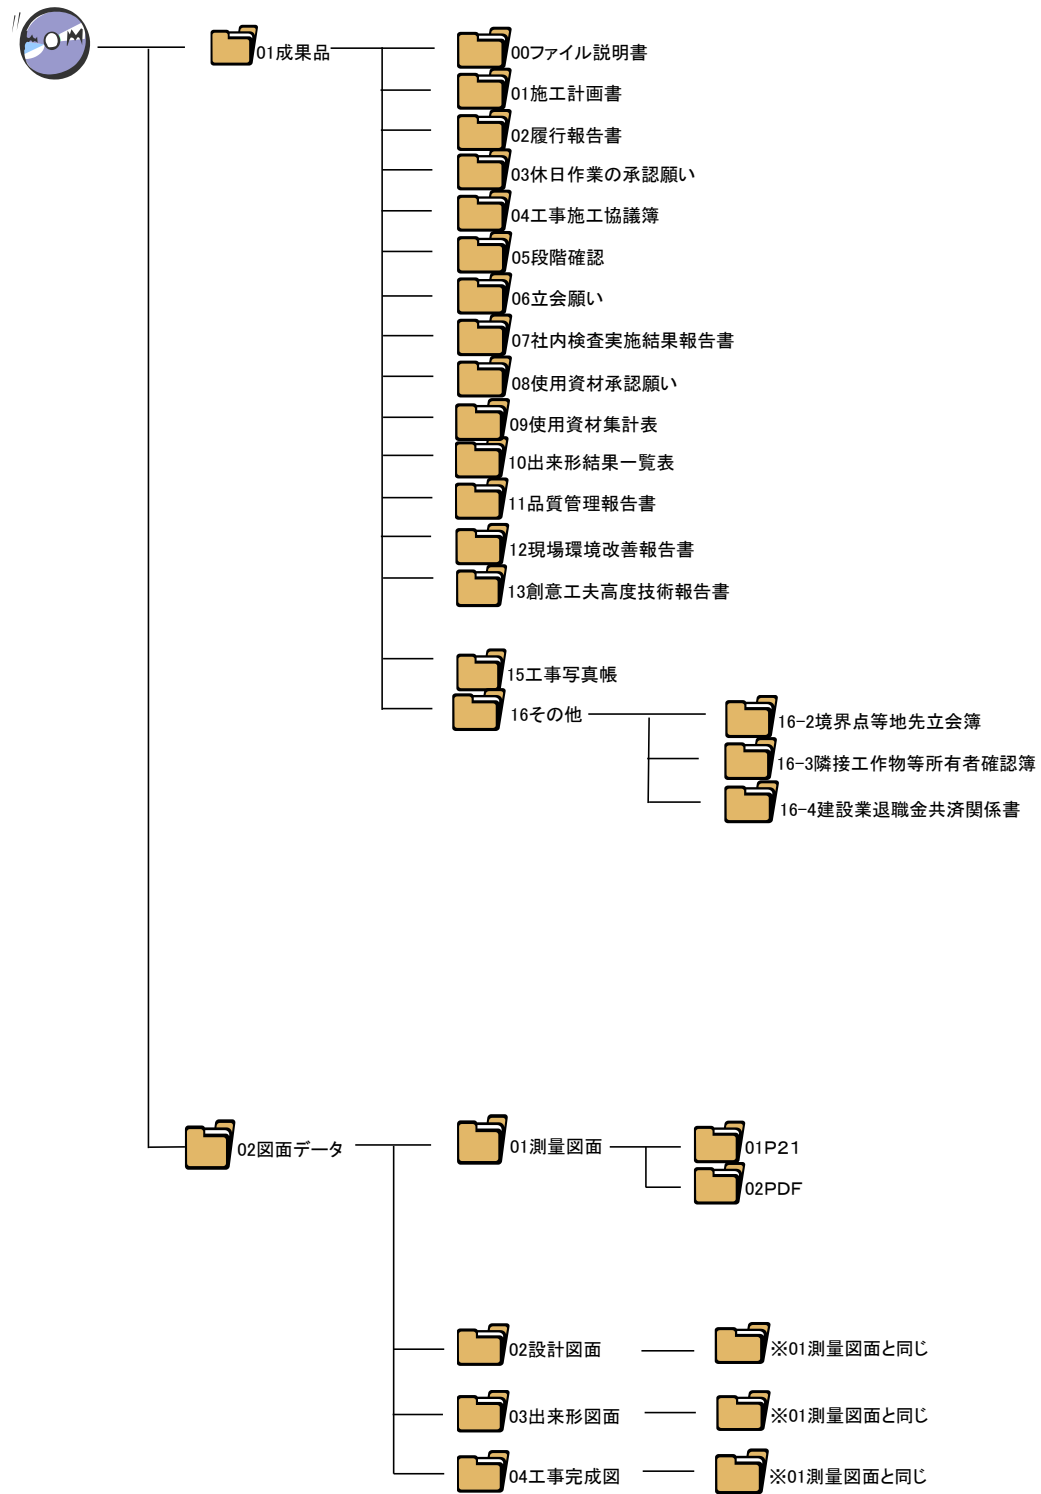 01成果品
00ファイル説明書
01施工計画書
02履行報告書
03休日作業の承認願い
04工事施工協議簿
05段階確認
06立会願い
07社内検査実施結果報告書
08使用資材承認願い
09使用資材集計表
10出来形結果一覧表
11品質管理報告書
12現場環境改善報告書
13創意工夫高度技術報告書
15工事写真帳
16その他
16-2境界点等地先立会簿
16-3隣接工作物等所有者確認簿
16-4建設業退職金共済関係書
02図面データ
01測量図面
01P21
02PDF
02設計図面
※01測量図面と同じ
03出来形図面
※01測量図面と同じ
04工事完成図
※01測量図面と同じ